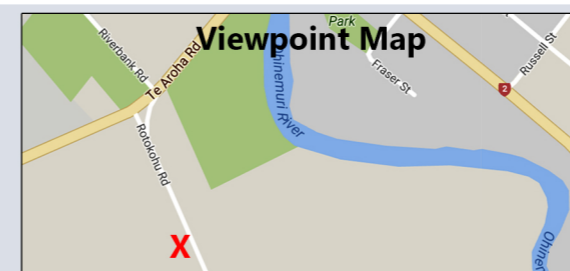 Viewpoint Map
Park
Riverbank Rd
Te Aroha Rd
Ohinemuri River
Fraser St
Russell St
2
Rotokohu Rd
X
Ohine